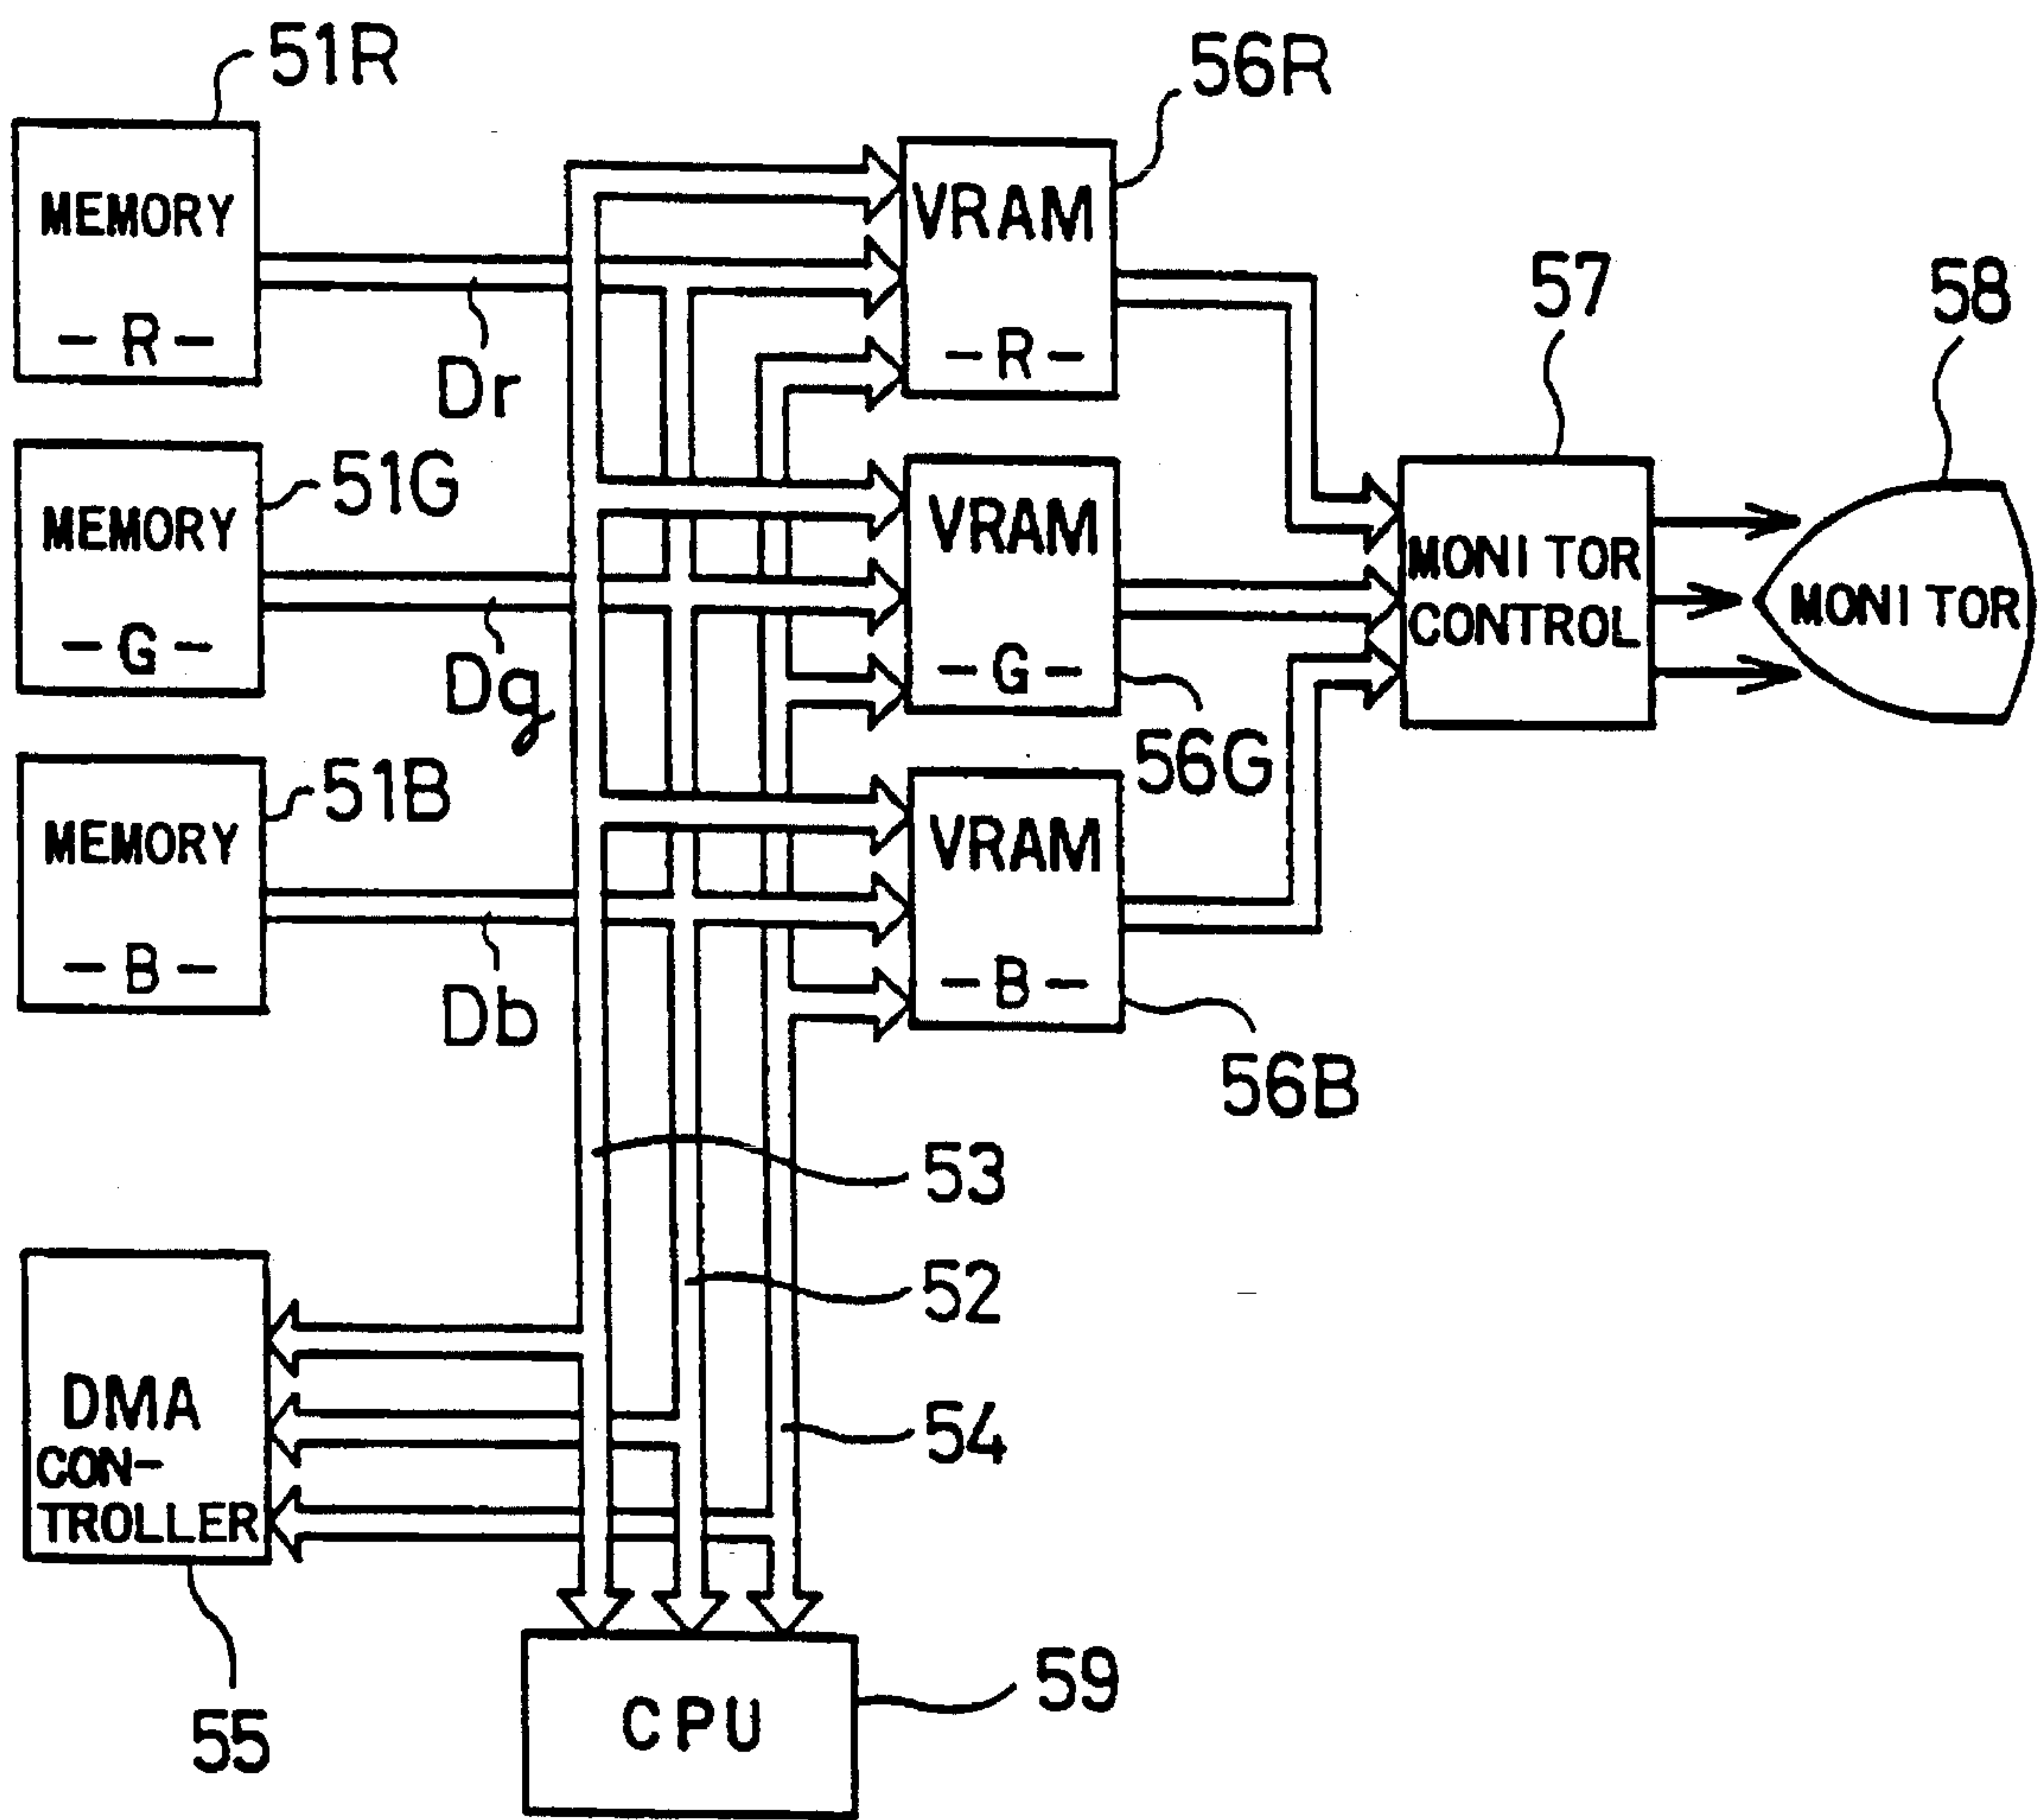 51R
MEMORY
- R -
Dr
51G
MEMORY
- G -
Dg
51B
MEMORY
- B -
Db
56R
VRAM
- R -
VRAM
- G -
56G
VRAM
- B -
56B
57
MONITOR
CONTROL
58
MONITOR
53
52
54
DMA
CON-
TROLLER
55
CPU
59